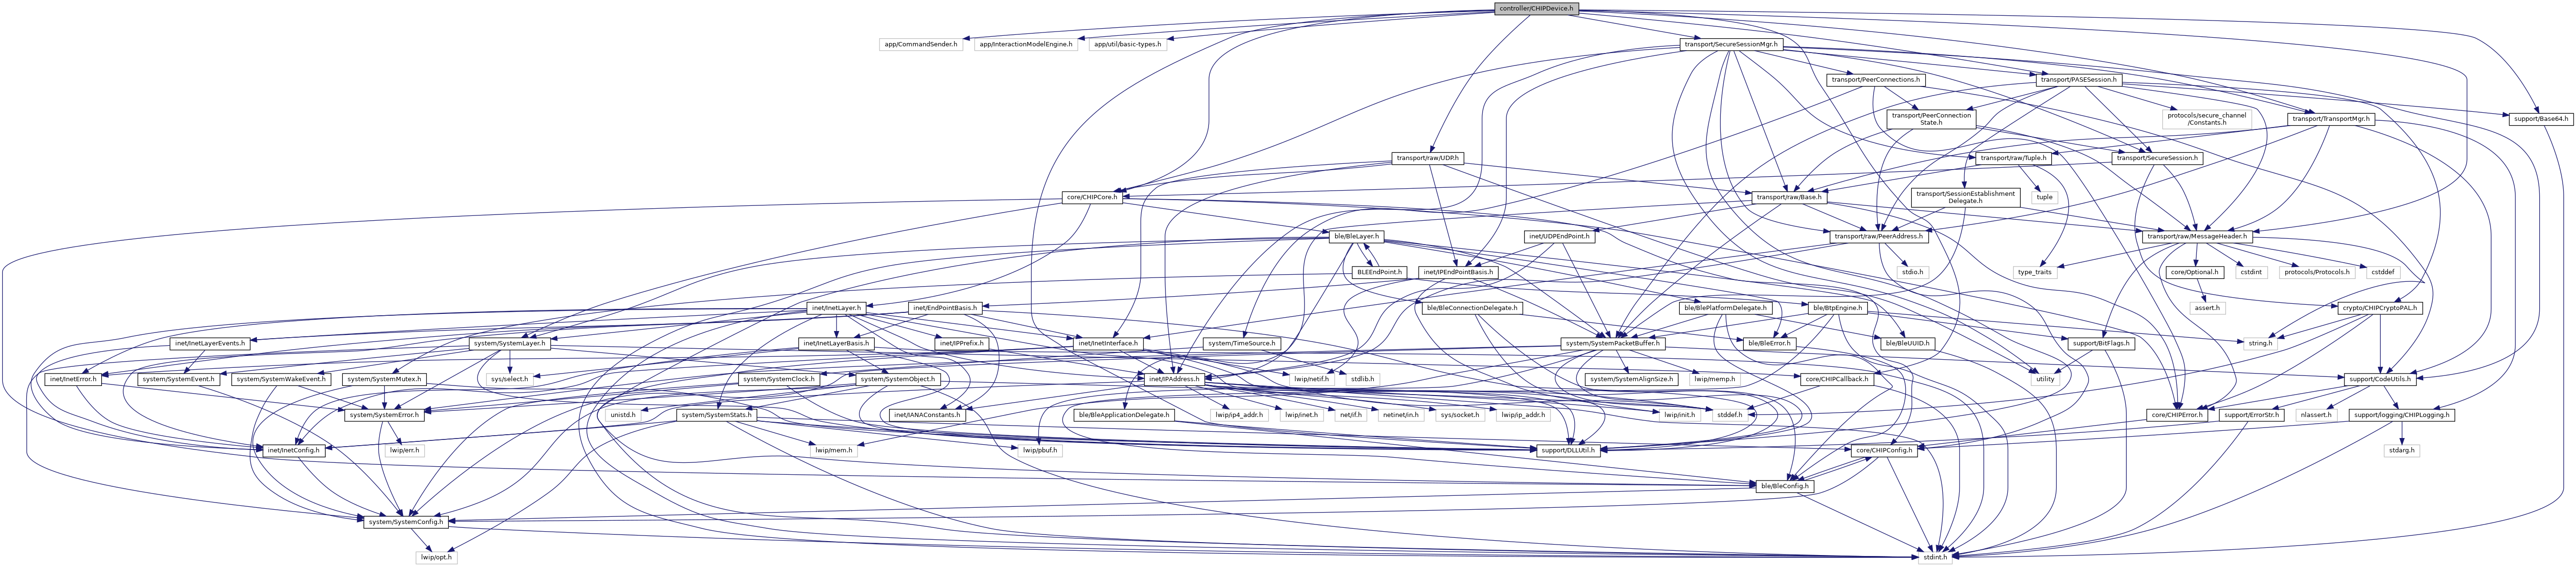 controller/CHIPDevice.h
app/CommandSender.h
app/InteractionModelEngine.h
app/util/basic-types.h
transport/SecureSessionMgr.h
transport/PeerConnections.h
transport/PASESession.h
transport/PeerConnection
State.h
protocols/secure_channel
/Constants.h
transport/TransportMgr.h
support/Base64.h
transport/raw/UDP.h
transport/raw/Tuple.h
transport/SecureSession.h
core/CHIPCore.h
transport/raw/Base.h
transport/SessionEstablishment
Delegate.h
tuple
ble/BleLayer.h
inet/UDPEndPoint.h
transport/raw/PeerAddress.h
transport/raw/MessageHeader.h
BLEEndPoint.h
inet/IPEndPointBasis.h
stdio.h
type_traits
core/Optional.h
cstdint
protocols/Protocols.h
cstddef
inet/InetLayer.h
inet/EndPointBasis.h
ble/BleConnectionDelegate.h
ble/BlePlatformDelegate.h
ble/BtpEngine.h
assert.h
crypto/CHIPCryptoPAL.h
inet/InetLayerEvents.h
system/SystemLayer.h
inet/InetLayerBasis.h
inet/IPPrefix.h
inet/InetInterface.h
system/TimeSource.h
system/SystemPacketBuffer.h
ble/BleError.h
ble/BleUUID.h
support/BitFlags.h
string.h
inet/InetError.h
system/SystemEvent.h
system/SystemWakeEvent.h
system/SystemMutex.h
sys/select.h
system/SystemClock.h
system/SystemObject.h
inet/IPAddress.h
lwip/netif.h
stdlib.h
core/CHIPCallback.h
system/SystemAlignSize.h
lwip/memp.h
utility
support/CodeUtils.h
system/SystemError.h
unistd.h
system/SystemStats.h
inet/IANAConstants.h
ble/BleApplicationDelegate.h
lwip/ip4_addr.h
lwip/inet.h
net/if.h
netinet/in.h
sys/socket.h
lwip/ip_addr.h
stddef.h
lwip/init.h
core/CHIPError.h
nlassert.h
support/ErrorStr.h
support/logging/CHIPLogging.h
inet/InetConfig.h
lwip/err.h
lwip/mem.h
lwip/pbuf.h
support/DLLUtil.h
core/CHIPConfig.h
stdarg.h
ble/BleConfig.h
system/SystemConfig.h
lwip/opt.h
stdint.h